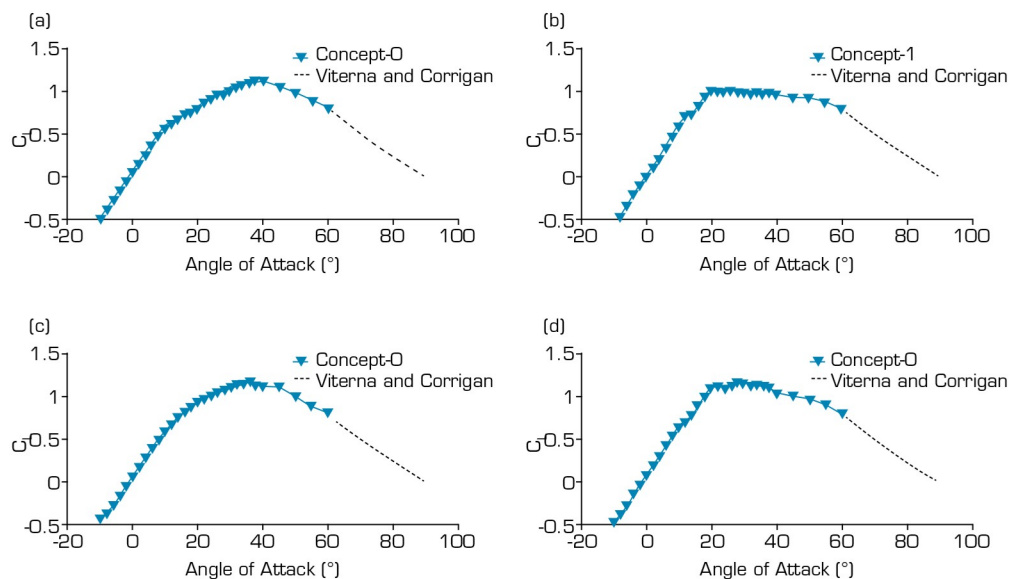 (a)
1.5
Concept-0
Viterna and Corrigan
1
C_L
0.5
0
-0.5
-20 0 20 40 60 80 100
Angle of Attack (°)
(b)
1.5
Concept-1
Viterna and Corrigan
1
C_L
0.5
0
-0.5
-20 0 20 40 60 80 100
Angle of Attack (°)
(c)
1.5
Concept-0
Viterna and Corrigan
1
C_L
0.5
0
-0.5
-20 0 20 40 60 80 100
Angle of Attack (°)
(d)
1.5
Concept-0
Viterna and Corrigan
1
C_L
0.5
0
-0.5
-20 0 20 40 60 80 100
Angle of Attack (°)